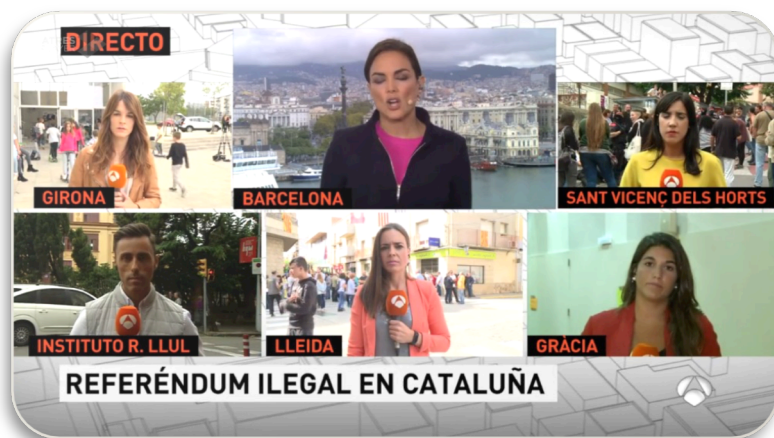 DIRECTO
GIRONA
BARCELONA
SANT VICENÇ DELS HORTS
INSTITUTO R. LLUL
LLEIDA
GRÀCIA
REFERÉNDUM ILEGAL EN CATALUÑA